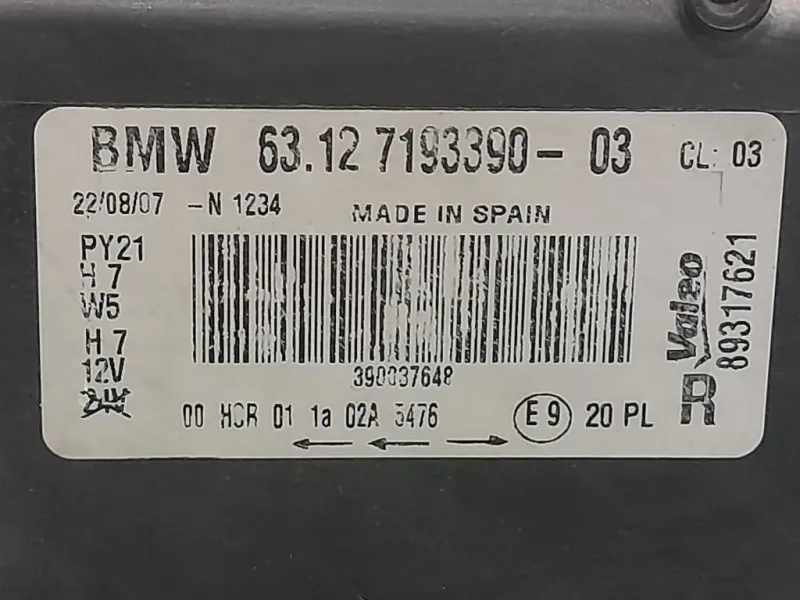 BMW 63.12 7193390- 03 CL: 03
22/08/07 -N 1234
MADE IN SPAIN
PY21
H 7
W5
H 7
12V
24V
390037648
00 HCR 01 1a 02A 5476
E 9 20 PL
Valeo
89317621
R